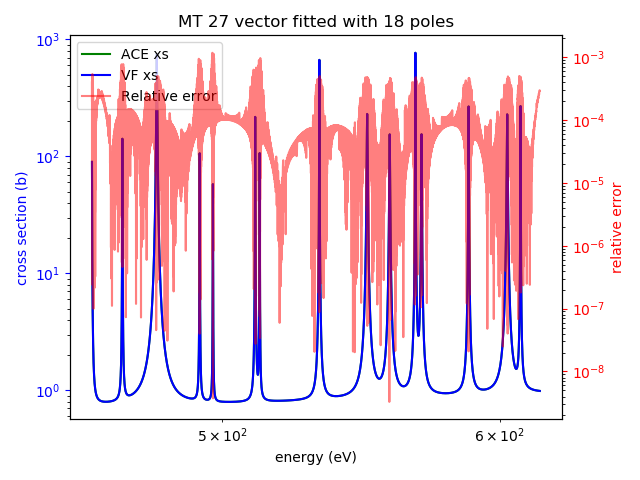 MT 27 vector fitted with 18 poles
ACE xs
VF xs
Relative error
cross section (b)
10³
10²
10¹
10⁰
relative error
10⁻³
10⁻⁴
10⁻⁵
10⁻⁶
10⁻⁷
10⁻⁸
5 × 10²
6 × 10²
energy (eV)